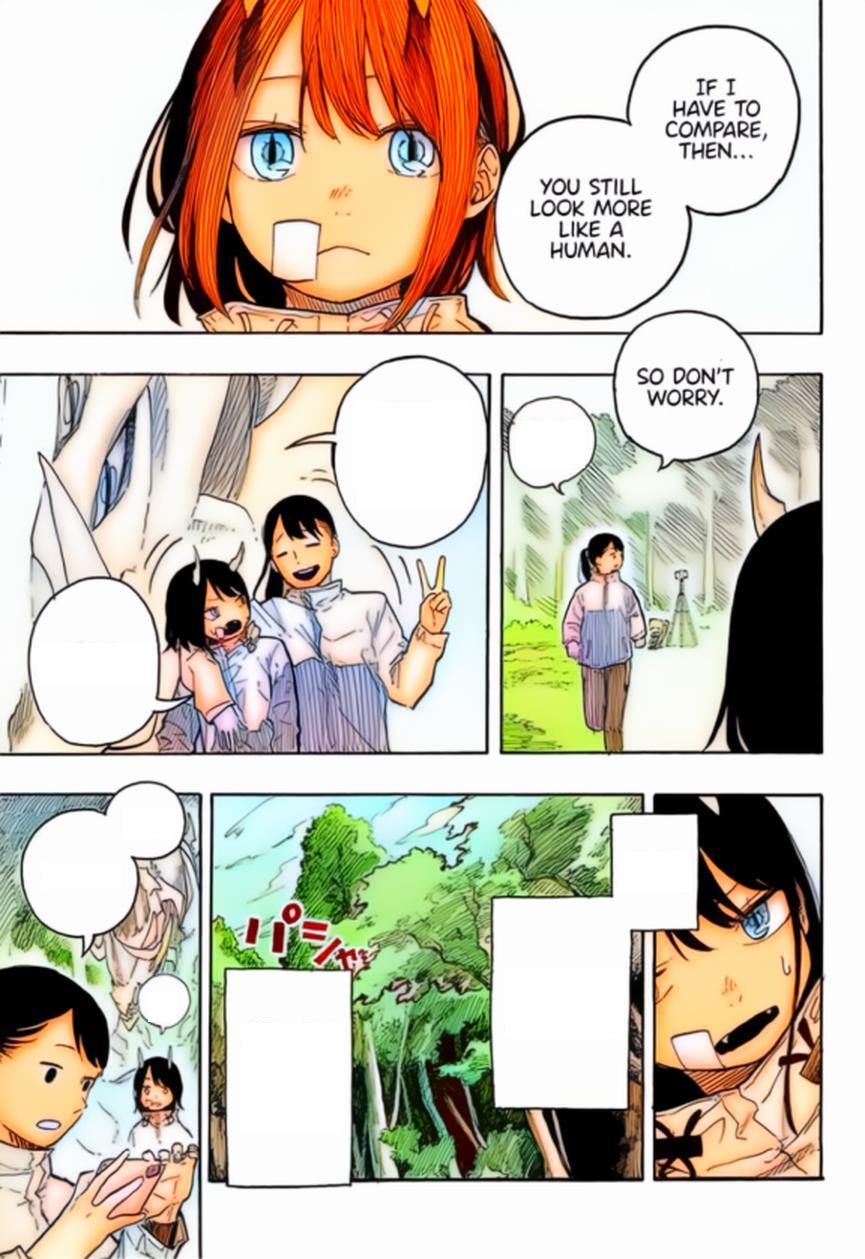 IF I
HAVE TO
COMPARE,
THEN...
YOU STILL
LOOK MORE
LIKE A
HUMAN.
SO DON'T
WORRY.
パシャ